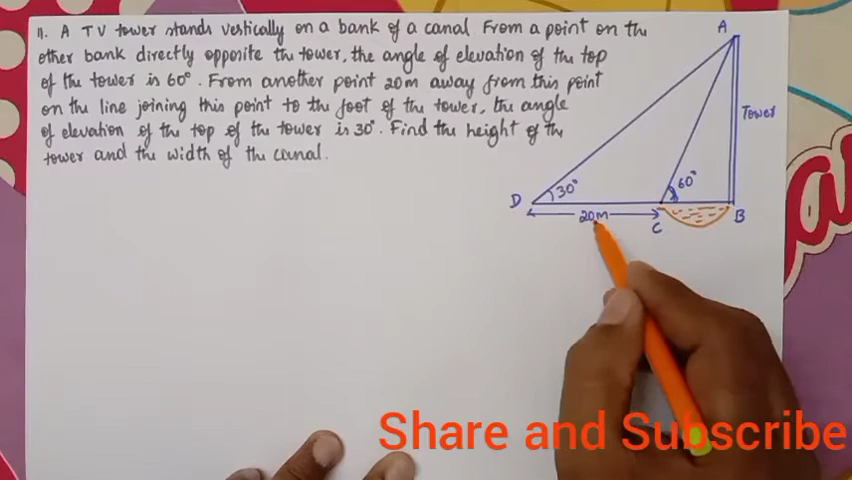 11. A TV tower stands vertically on a bank of a canal From a point on the
other bank directly opposite the tower, the angle of elevation of the top
of the tower is 60°. From another point 20m away from this point
on the line joining this point to the foot of the tower, the angle
of elevation of the top of the tower is 30°. Find the height of the
tower and the width of the canal.
A
Tower
30°
60°
D
20m
C
B
Share and Subscribe